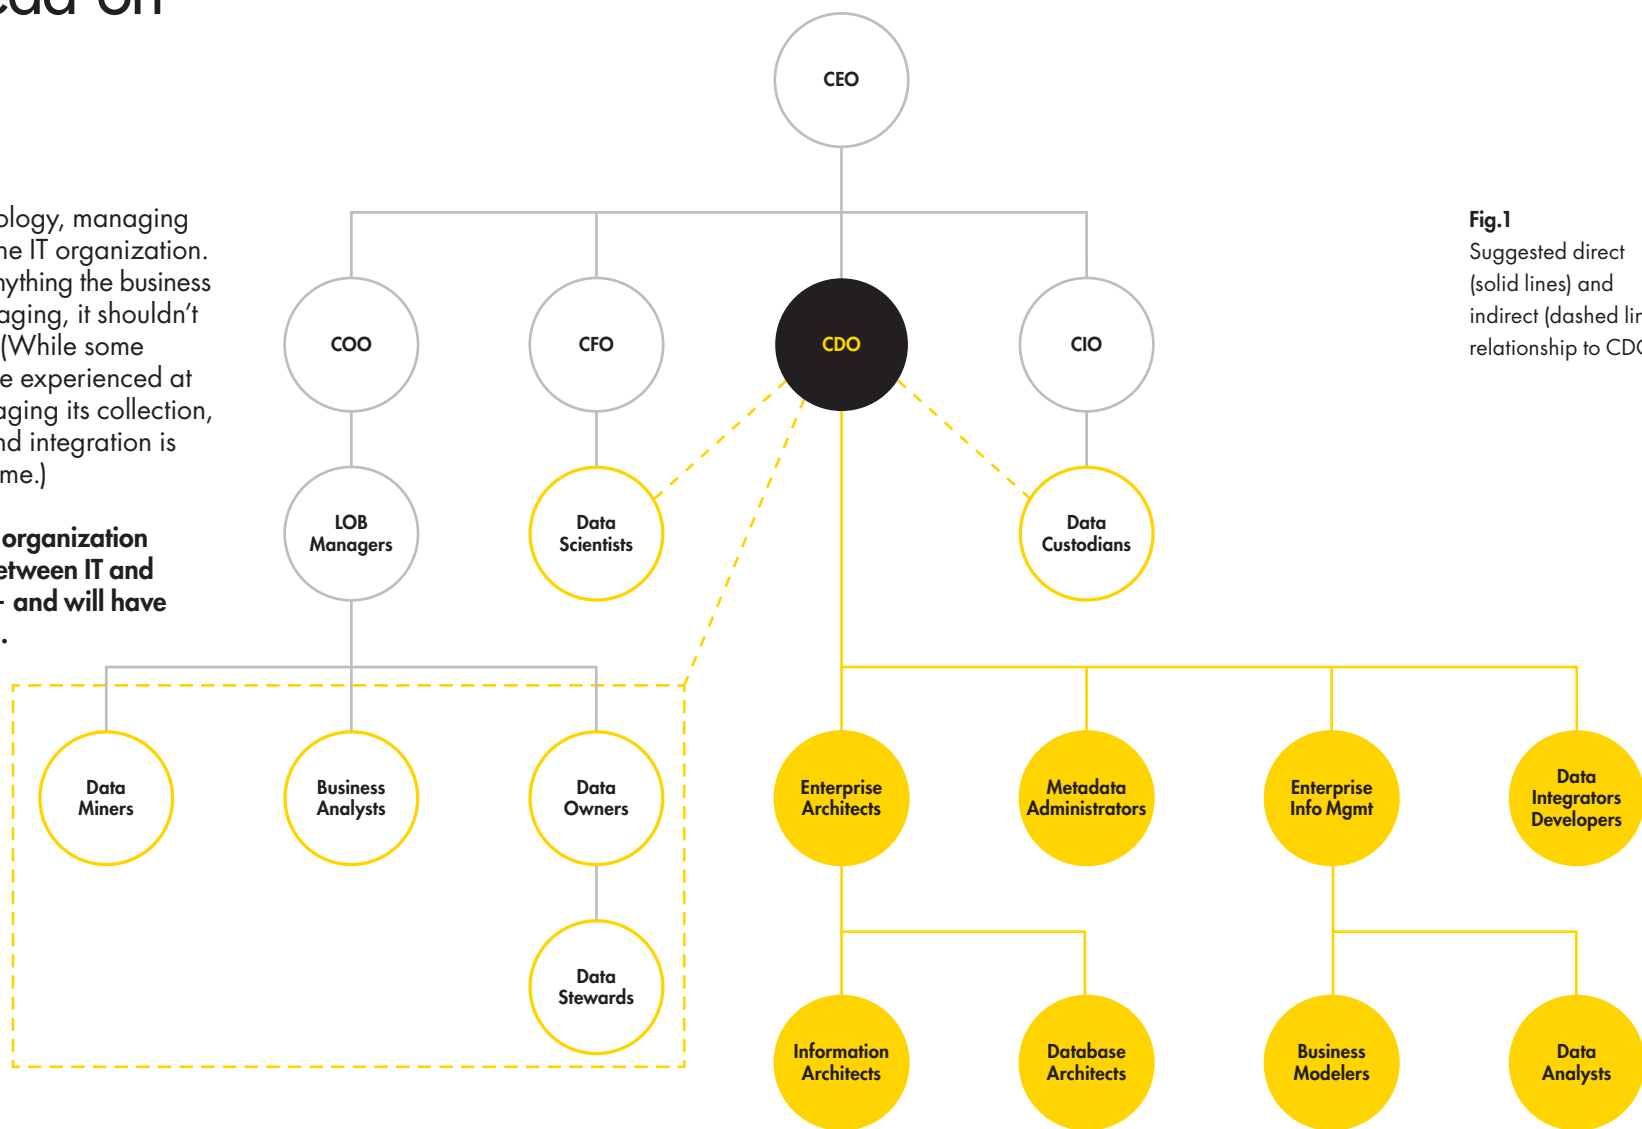 ology, managing
he IT organization.
nything the business
aging, it shouldn't
(While some
e experienced at
aging its collection,
nd integration is
me.)
organization
etween IT and
– and will have
.
CEO
COO
CFO
CDO
CIO
LOB
Managers
Data
Scientists
Data
Custodians
Data
Miners
Business
Analysts
Data
Owners
Data
Stewards
Enterprise
Architects
Metadata
Administrators
Enterprise
Info Mgmt
Data
Integrators
Developers
Information
Architects
Database
Architects
Business
Modelers
Data
Analysts
Fig.1
Suggested direct
(solid lines) and
indirect (dashed lin
relationship to CDO